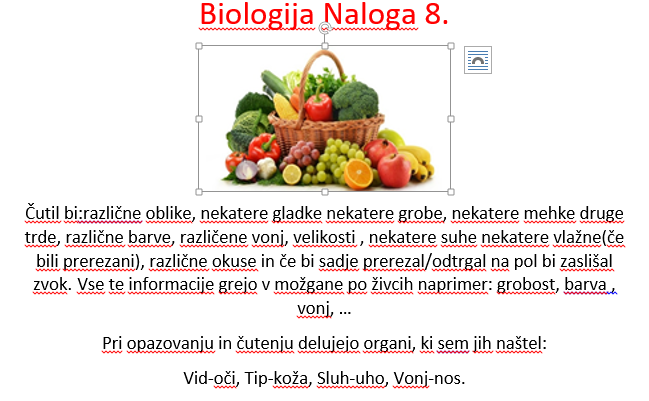 Biologija Naloga 8.
Čutil bi:različne oblike, nekatere gladke nekatere grobe, nekatere mehke druge
trde, različne barve, različene vonj, velikosti , nekatere suhe nekatere vlažne(če
bili prerezani), različne okuse in če bi sadje prerezal/odtrgal na pol bi zaslišal
zvok. Vse te informacije grejo v možgane po živcih naprimer: grobost, barva ,
vonj, ...
Pri opazovanju in čutenju delujejo organi, ki sem jih naštel:
Vid-oči, Tip-koža, Sluh-uho, Vonj-nos.